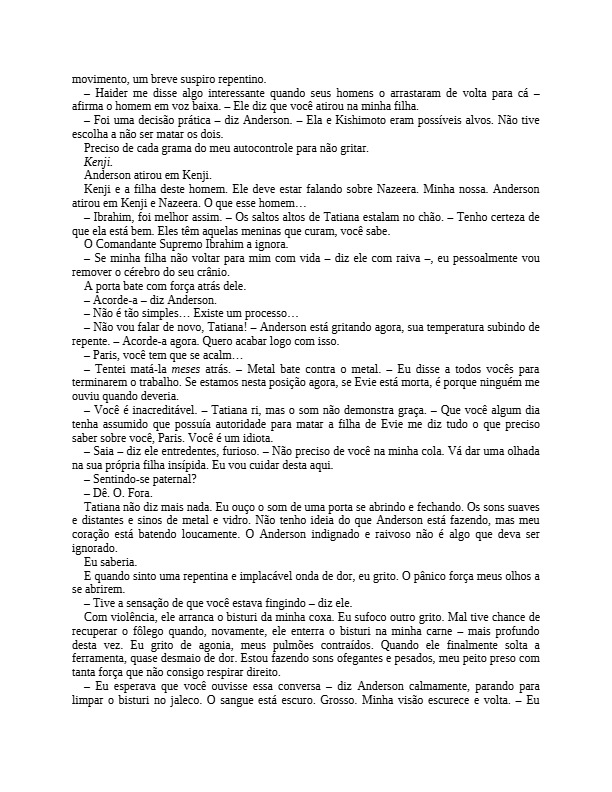 movimento, um breve suspiro repentino.
– Haider me disse algo interessante quando seus homens o arrastaram de volta para cá –
afirma o homem em voz baixa. – Ele diz que você atirou na minha filha.
– Foi uma decisão prática – diz Anderson. – Ela e Kishimoto eram possíveis alvos. Não tive
escolha a não ser matar os dois.
Preciso de cada grama do meu autocontrole para não gritar.
Kenji.
Anderson atirou em Kenji.
Kenji e a filha deste homem. Ele deve estar falando sobre Nazeera. Minha nossa. Anderson
atirou em Kenji e Nazeera. O que esse homem…
– Ibrahim, foi melhor assim. – Os saltos altos de Tatiana estalam no chão. – Tenho certeza de
que ela está bem. Eles têm aquelas meninas que curam, você sabe.
O Comandante Supremo Ibrahim a ignora.
– Se minha filha não voltar para mim com vida – diz ele com raiva –, eu pessoalmente vou
remover o cérebro do seu crânio.
A porta bate com força atrás dele.
– Acorde-a – diz Anderson.
– Não é tão simples… Existe um processo…
– Não vou falar de novo, Tatiana! – Anderson está gritando agora, sua temperatura subindo de
repente. – Acorde-a agora. Quero acabar logo com isso.
– Paris, você tem que se acalm…
– Tentei matá-la meses atrás. – Metal bate contra o metal. – Eu disse a todos vocês para
terminarem o trabalho. Se estamos nesta posição agora, se Evie está morta, é porque ninguém me
ouviu quando deveria.
– Você é inacreditável. – Tatiana ri, mas o som não demonstra graça. – Que você algum dia
tenha assumido que possuía autoridade para matar a filha de Evie me diz tudo o que preciso
saber sobre você, Paris. Você é um idiota.
– Saia – diz ele entredentes, furioso. – Não preciso de você na minha cola. Vá dar uma olhada
na sua própria filha insípida. Eu vou cuidar desta aqui.
– Sentindo-se paternal?
– Dê. O. Fora.
Tatiana não diz mais nada. Eu ouço o som de uma porta se abrindo e fechando. Os sons suaves
e distantes e sinos de metal e vidro. Não tenho ideia do que Anderson está fazendo, mas meu
coração está batendo loucamente. O Anderson indignado e raivoso não é algo que deva ser
ignorado.
Eu saberia.
E quando sinto uma repentina e implacável onda de dor, eu grito. O pânico força meus olhos a
se abrirem.
– Tive a sensação de que você estava fingindo – diz ele.
Com violência, ele arranca o bisturi da minha coxa. Eu sufoco outro grito. Mal tive chance de
recuperar o fôlego quando, novamente, ele enterra o bisturi na minha carne – mais profundo
desta vez. Eu grito de agonia, meus pulmões contraídos. Quando ele finalmente solta a
ferramenta, quase desmaio de dor. Estou fazendo sons ofegantes e pesados, meu peito preso com
tanta força que não consigo respirar direito.
– Eu esperava que você ouvisse essa conversa – diz Anderson calmamente, parando para
limpar o bisturi no jaleco. O sangue está escuro. Grosso. Minha visão escurece e volta. – Eu